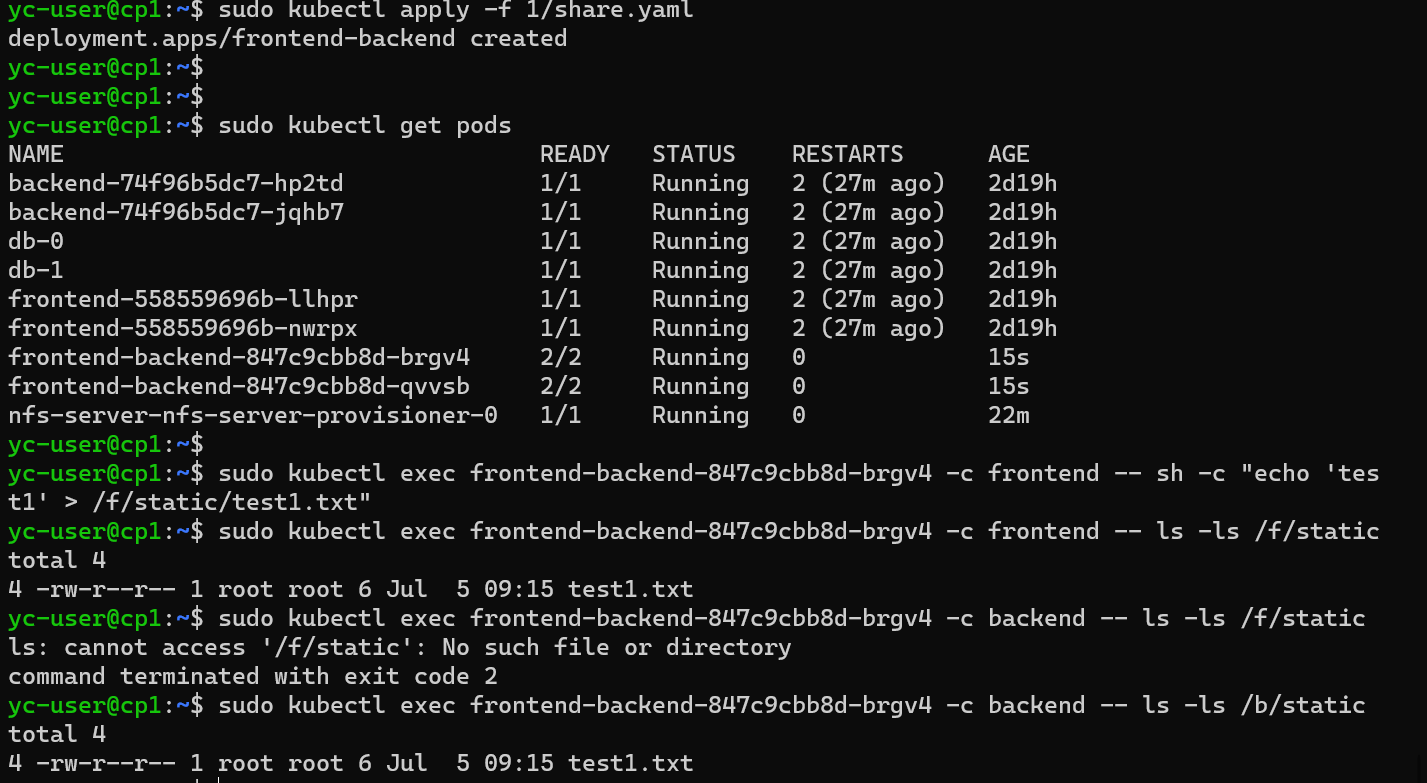 yc-user@cp1:~$ sudo kubectl apply -f 1/share.yaml
deployment.apps/frontend-backend created
yc-user@cp1:~$
yc-user@cp1:~$
yc-user@cp1:~$ sudo kubectl get pods
NAME                                  READY   STATUS    RESTARTS      AGE
backend-74f96b5dc7-hp2td              1/1     Running   2 (27m ago)   2d19h
backend-74f96b5dc7-jqhb7              1/1     Running   2 (27m ago)   2d19h
db-0                                  1/1     Running   2 (27m ago)   2d19h
db-1                                  1/1     Running   2 (27m ago)   2d19h
frontend-558559696b-llhpr             1/1     Running   2 (27m ago)   2d19h
frontend-558559696b-nwrpx             1/1     Running   2 (27m ago)   2d19h
frontend-backend-847c9cbb8d-brgv4     2/2     Running   0             15s
frontend-backend-847c9cbb8d-qvvsb     2/2     Running   0             15s
nfs-server-nfs-server-provisioner-0   1/1     Running   0             22m
yc-user@cp1:~$
yc-user@cp1:~$ sudo kubectl exec frontend-backend-847c9cbb8d-brgv4 -c frontend -- sh -c "echo 'tes
t1' > /f/static/test1.txt"
yc-user@cp1:~$ sudo kubectl exec frontend-backend-847c9cbb8d-brgv4 -c frontend -- ls -ls /f/static
total 4
4 -rw-r--r-- 1 root root 6 Jul  5 09:15 test1.txt
yc-user@cp1:~$ sudo kubectl exec frontend-backend-847c9cbb8d-brgv4 -c backend -- ls -ls /f/static
ls: cannot access '/f/static': No such file or directory
command terminated with exit code 2
yc-user@cp1:~$ sudo kubectl exec frontend-backend-847c9cbb8d-brgv4 -c backend -- ls -ls /b/static
total 4
4 -rw-r--r-- 1 root root 6 Jul  5 09:15 test1.txt